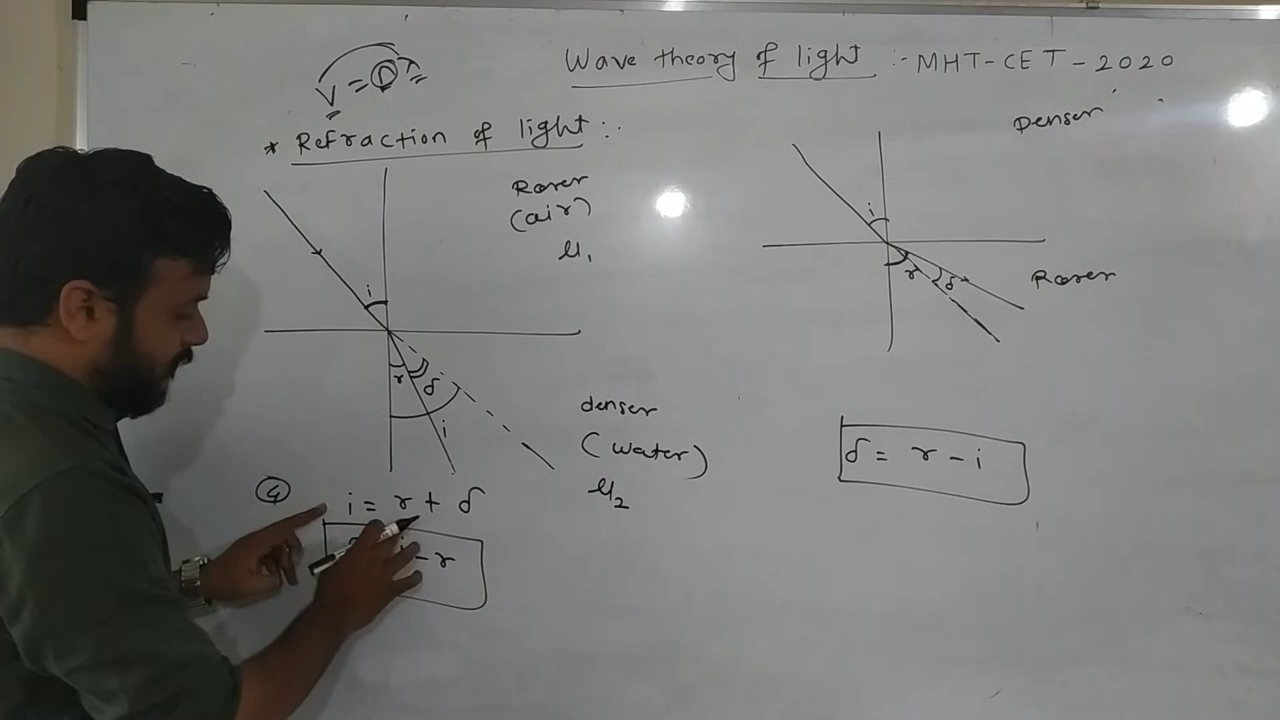 Wave theory of light :- MHT-CET-2020
* Refraction of light :-
Rarer
(air)
μ₁
i
r
δ
i
denser
(water)
μ₂
④ i = r + δ
- r
Denser
i
r
δ
Rarer
δ = r - i